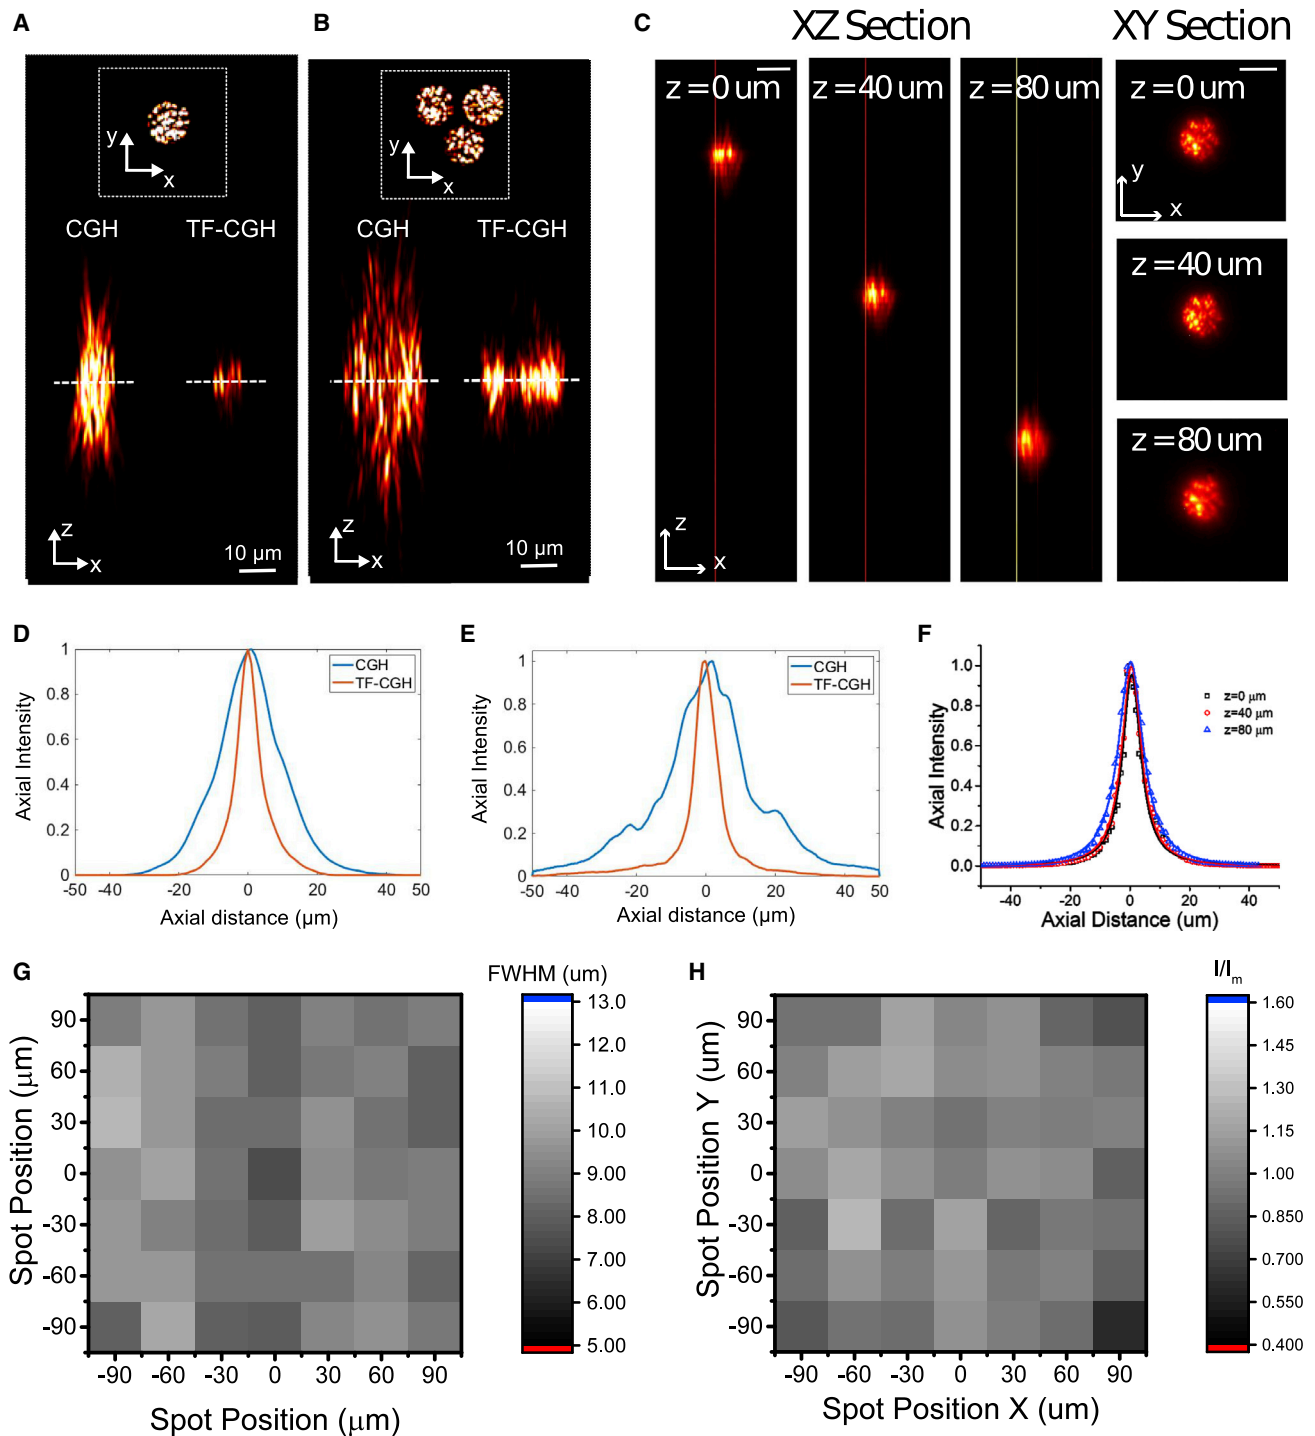 A
B
C
XZ Section
XY Section
y
x
CGH
TF-CGH
z
x
10 µm
y
x
CGH
TF-CGH
z
x
10 µm
z = 0 um
z = 40 um
z = 80 um
z
x
z = 0 um
y
x
z = 40 um
z = 80 um
D
Axial Intensity
1
0.8
0.6
0.4
0.2
0
-50
-20
0
20
50
Axial distance (µm)
CGH
TF-CGH
E
Axial Intensity
1
0.8
0.6
0.4
0.2
0
-50
-20
0
20
50
Axial distance (µm)
CGH
TF-CGH
F
Axial Intensity
1.0
0.8
0.6
0.4
0.2
0.0
-40
-20
0
20
40
Axial Distance (um)
z=0 µm
z=40 µm
z=80 µm
G
Spot Position (µm)
90
60
30
0
-30
-60
-90
-90
-60
-30
0
30
60
90
Spot Position (µm)
FWHM (um)
13.0
12.0
11.0
10.0
9.00
8.00
7.00
6.00
5.00
H
Spot Position Y (um)
90
60
30
0
-30
-60
-90
-90
-60
-30
0
30
60
90
Spot Position X (um)
I/Im
1.60
1.45
1.30
1.15
1.00
0.850
0.700
0.550
0.400